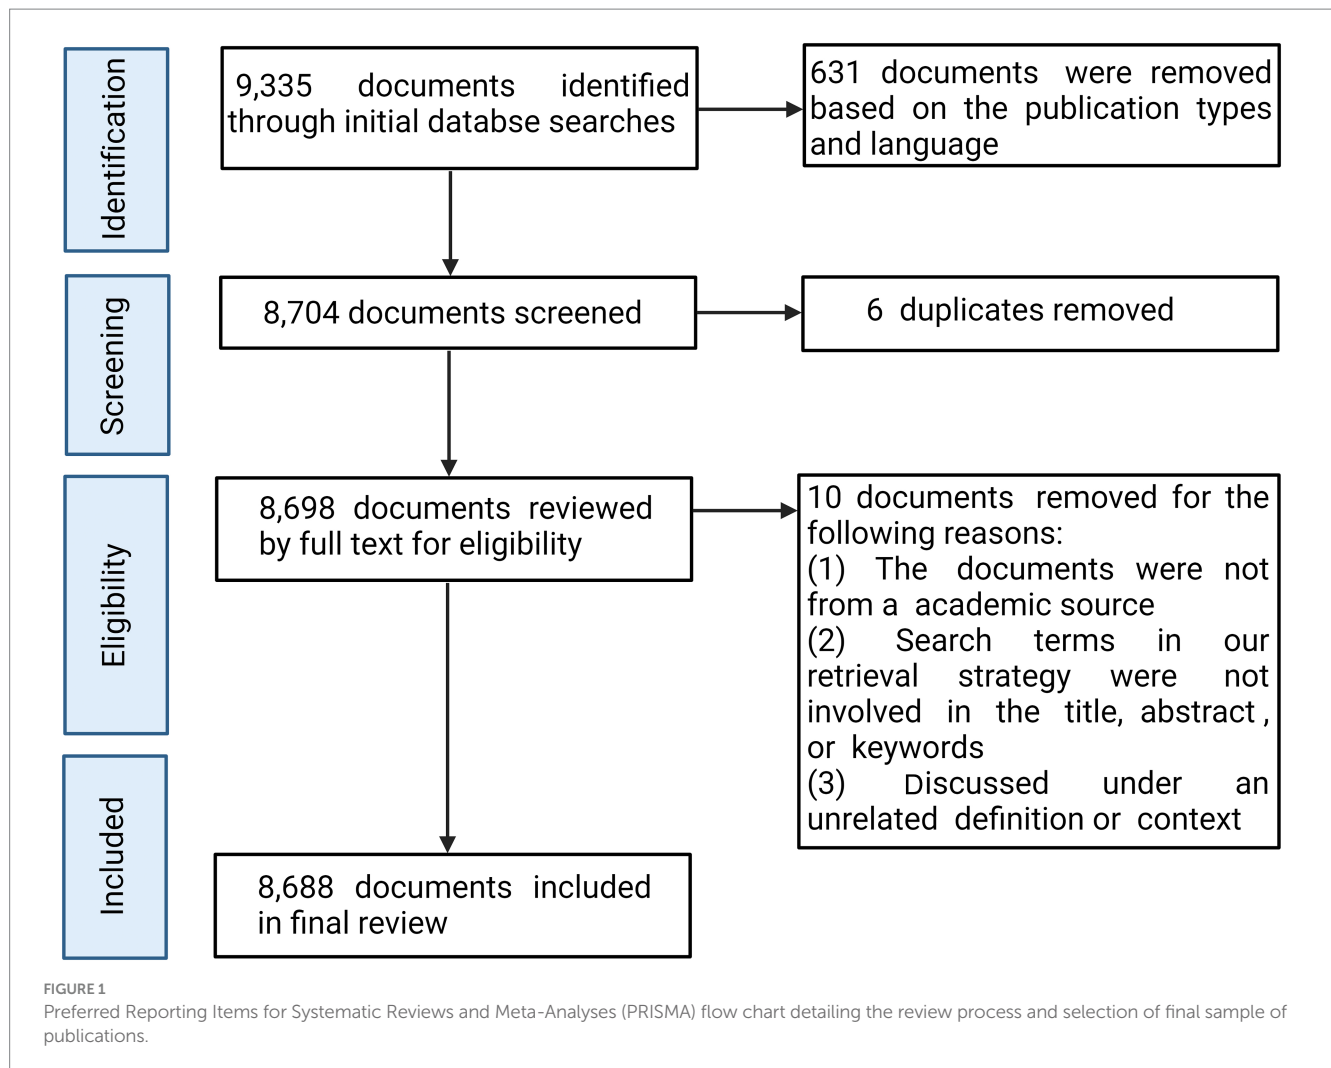 Identification
9,335 documents identified
through initial databse searches
631 documents were removed
based on the publication types
and language
Screening
8,704 documents screened
6 duplicates removed
Eligibility
8,698 documents reviewed
by full text for eligibility
10 documents removed for the
following reasons:
(1) The documents were not
from a academic source
(2) Search terms in our
retrieval strategy were not
involved in the title, abstract ,
or keywords
(3) Discussed under an
unrelated definition or context
Included
8,688 documents included
in final review
FIGURE 1
Preferred Reporting Items for Systematic Reviews and Meta-Analyses (PRISMA) flow chart detailing the review process and selection of final sample of
publications.